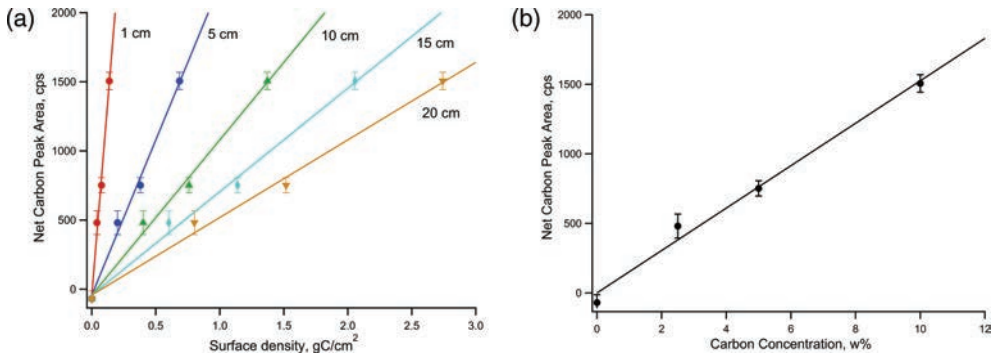 (a)
2000
1500
1000
500
0
Net Carbon Peak Area, cps
1 cm
5 cm
10 cm
15 cm
20 cm
0.0 0.5 1.0 1.5 2.0 2.5 3.0
Surface density, gC/cm²
(b)
2000
1500
1000
500
0
Net Carbon Peak Area, cps
0 2 4 6 8 10 12
Carbon Concentration, w%